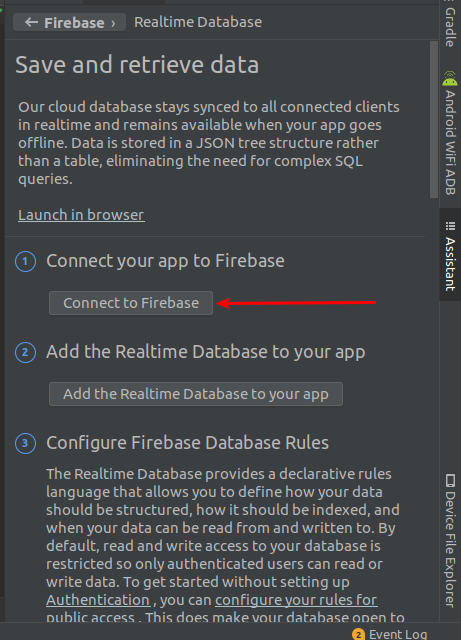 ← Firebase › Realtime Database
Save and retrieve data
Our cloud database stays synced to all connected clients
in realtime and remains available when your app goes
offline. Data is stored in a JSON tree structure rather
than a table, eliminating the need for complex SQL
queries.
Launch in browser
1 Connect your app to Firebase
Connect to Firebase
2 Add the Realtime Database to your app
Add the Realtime Database to your app
3 Configure Firebase Database Rules
The Realtime Database provides a declarative rules
language that allows you to define how your data
should be structured, how it should be indexed, and
when your data can be read from and written to. By
default, read and write access to your database is
restricted so only authenticated users can read or
write data. To get started without setting up
Authentication , you can configure your rules for
public access . This does make your database open to
Gradle
Android WiFi ADB
Assistant
Device File Explorer
2 Event Log